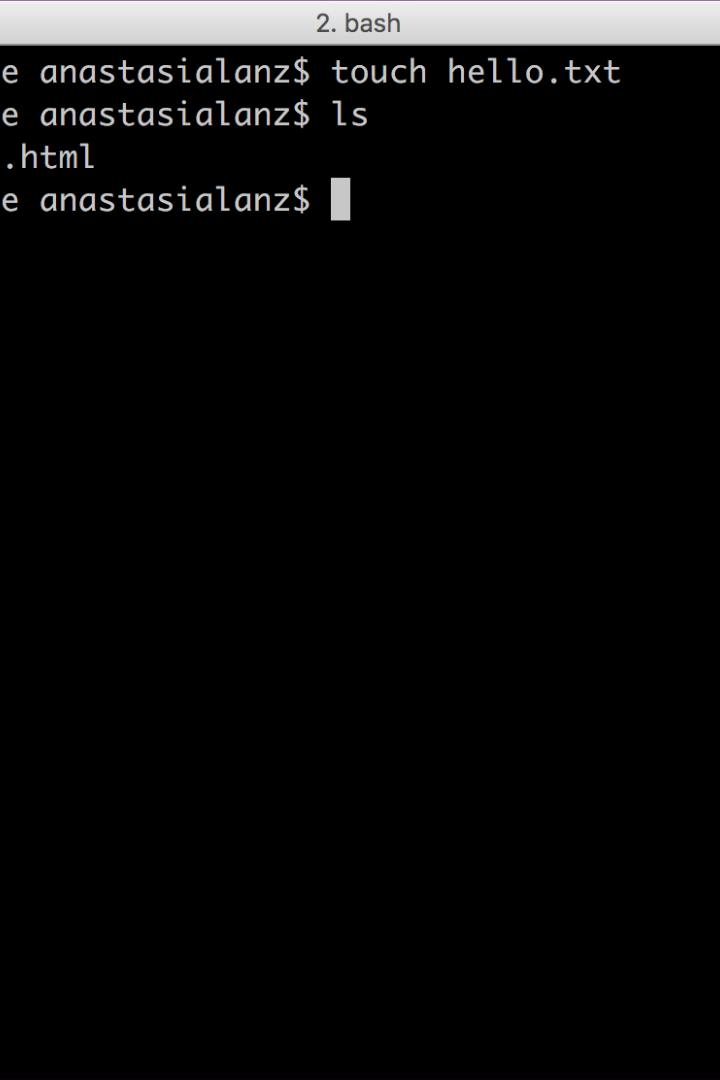 2. bash
e anastasialanz$ touch hello.txt
e anastasialanz$ ls
.html
e anastasialanz$